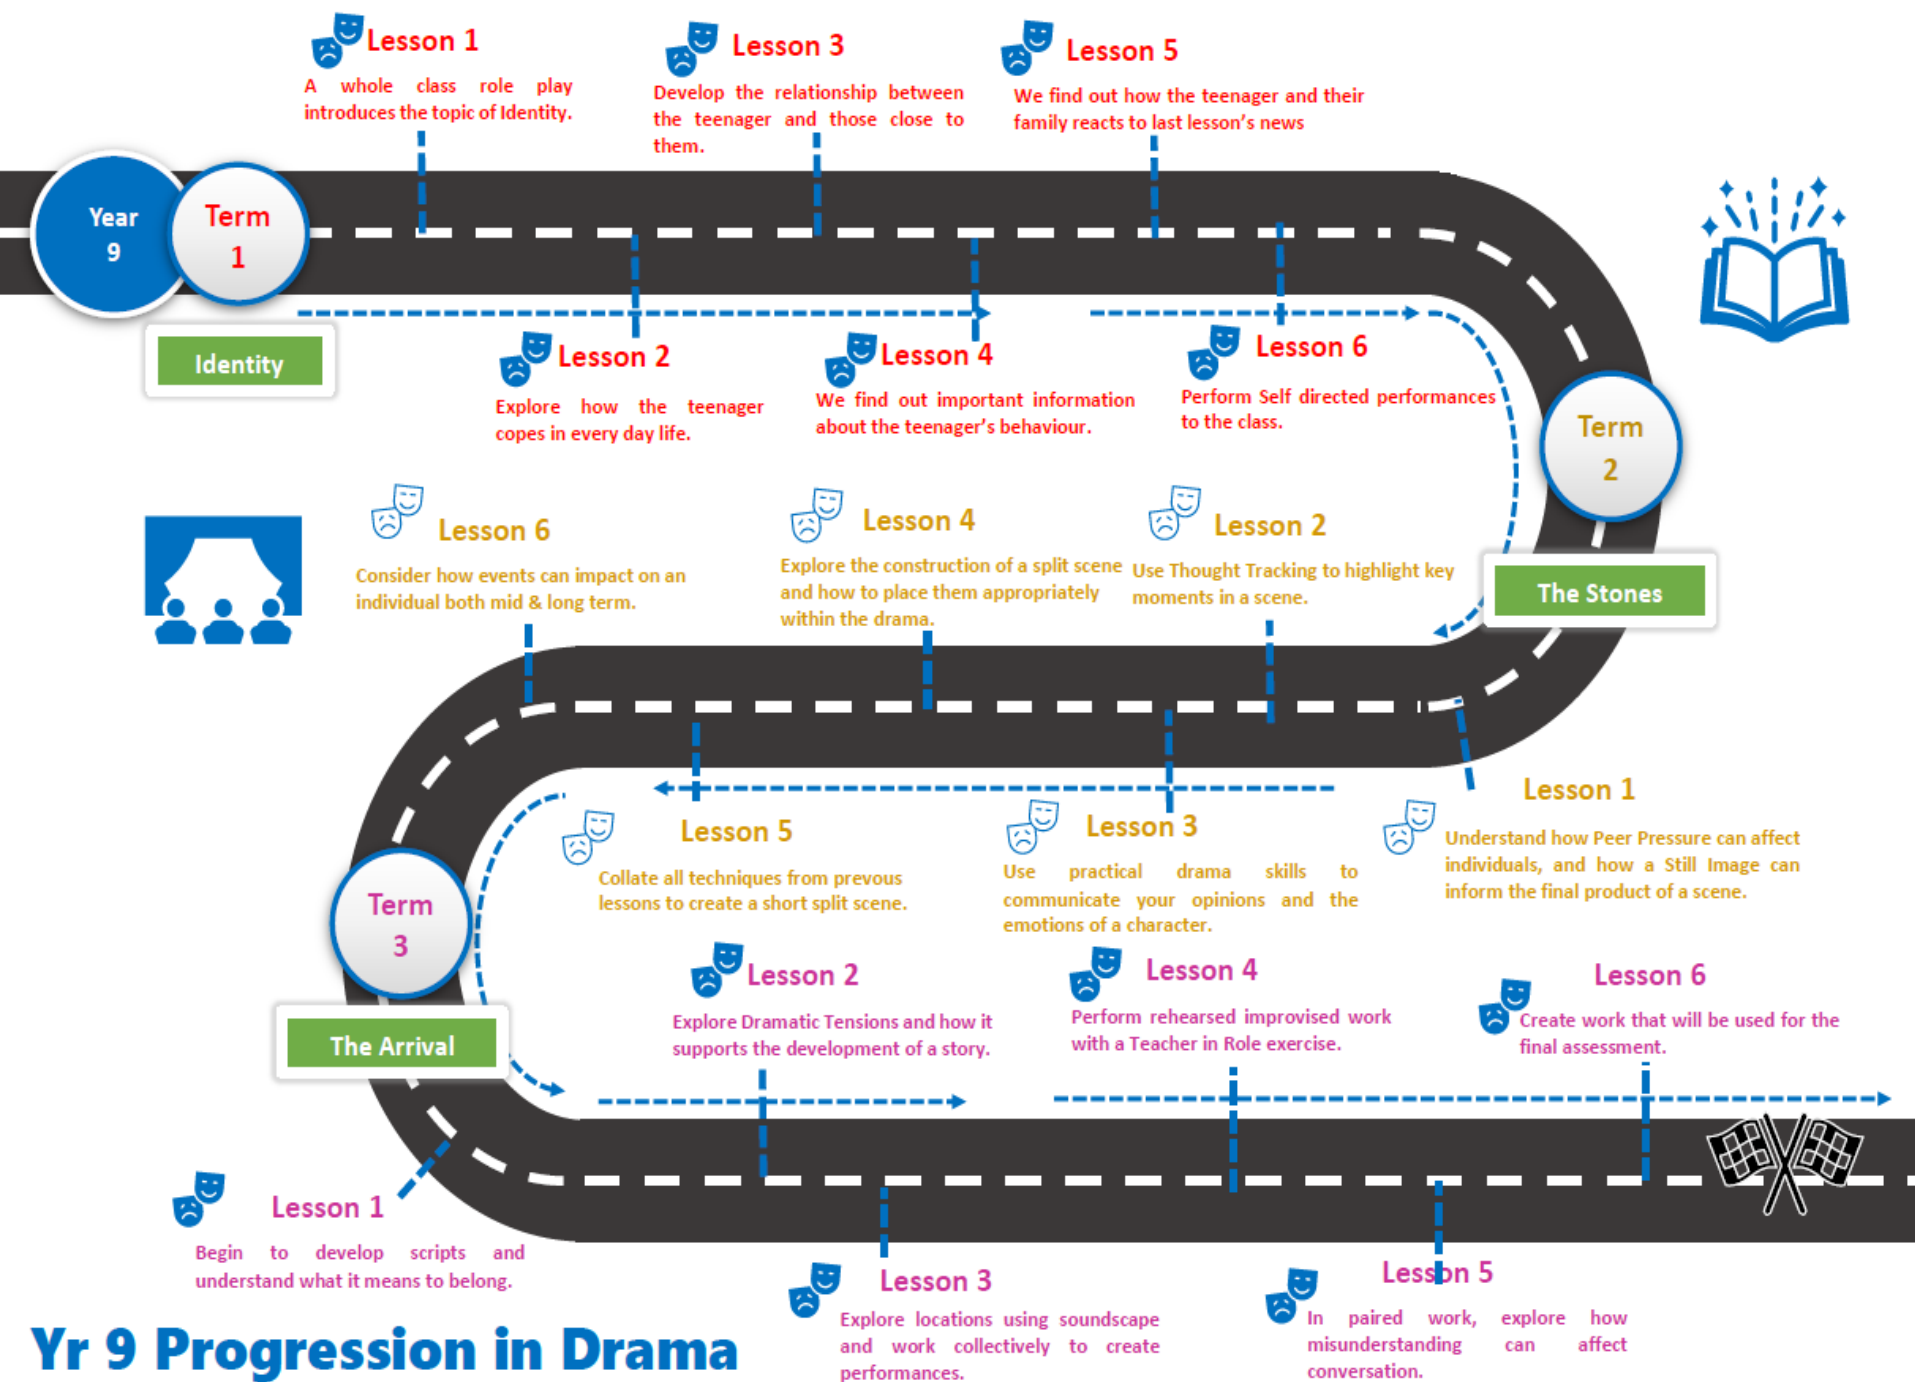 Year
9
Term
1
Identity
Lesson 1
A whole class role play
introduces the topic of Identity.
Lesson 2
Explore how the teenager
copes in every day life.
Lesson 3
Develop the relationship between
the teenager and those close to
them.
Lesson 4
We find out important information
about the teenager's behaviour.
Lesson 5
We find out how the teenager and their
family reacts to last lesson's news
Lesson 6
Perform Self directed performances
to the class.
Term
2
The Stones
Lesson 1
Understand how Peer Pressure can affect
individuals, and how a Still Image can
inform the final product of a scene.
Lesson 2
Use Thought Tracking to highlight key
moments in a scene.
Lesson 3
Use practical drama skills to
communicate your opinions and the
emotions of a character.
Lesson 4
Explore the construction of a split scene
and how to place them appropriately
within the drama.
Lesson 5
Collate all techniques from prevous
lessons to create a short split scene.
Lesson 6
Consider how events can impact on an
individual both mid & long term.
Term
3
The Arrival
Lesson 1
Begin to develop scripts and
understand what it means to belong.
Lesson 2
Explore Dramatic Tensions and how it
supports the development of a story.
Lesson 3
Explore locations using soundscape
and work collectively to create
performances.
Lesson 4
Perform rehearsed improvised work
with a Teacher in Role exercise.
Lesson 5
In paired work, explore how
misunderstanding can affect
conversation.
Lesson 6
Create work that will be used for the
final assessment.
Yr 9 Progression in Drama